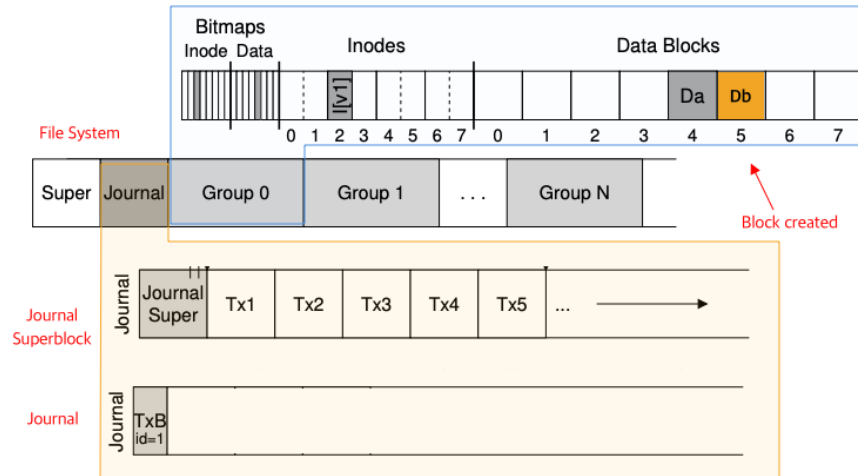 Bitmaps
Inode Data
Inodes
Data Blocks
I[v1]
Da
Db
0 1 2 3 4 5 6 7
0 1 2 3 4 5 6 7
File System
Super
Journal
Group 0
Group 1
. . .
Group N
Block created
Journal
Journal
Super
Tx1
Tx2
Tx3
Tx4
Tx5
...
Journal
Superblock
Journal
Journal
TxB
id=1